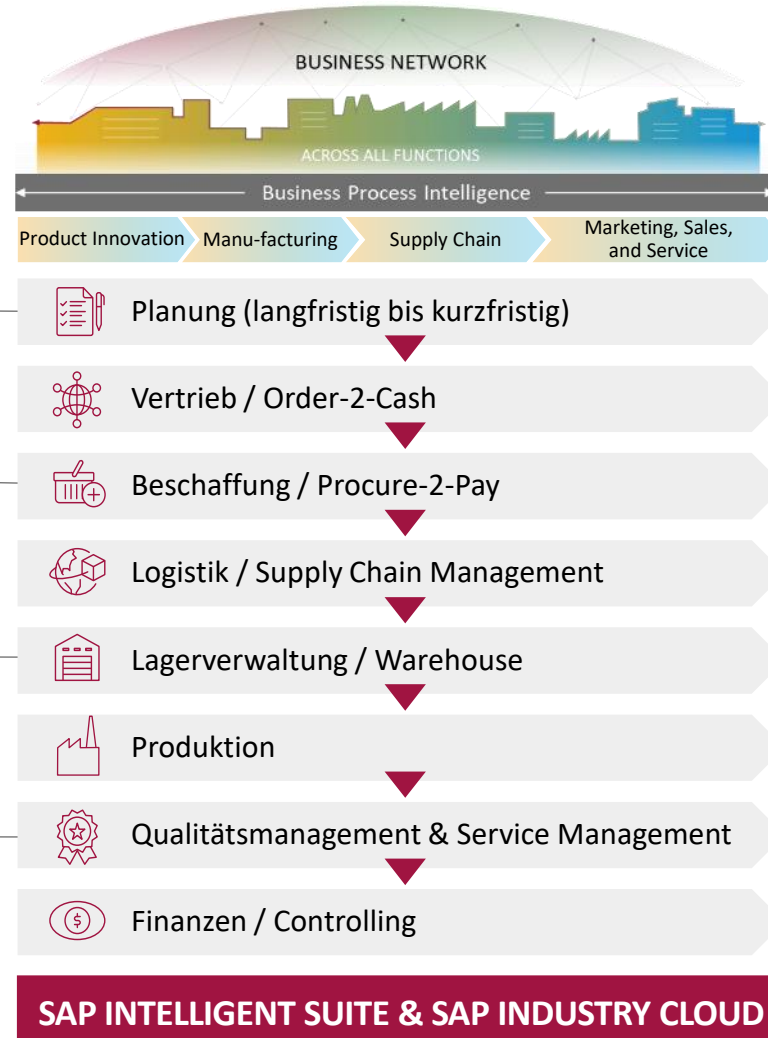 BUSINESS NETWORK
ACROSS ALL FUNCTIONS
Business Process Intelligence
Product Innovation
Manu-facturing
Supply Chain
Marketing, Sales,
and Service
Planung (langfristig bis kurzfristig)
Vertrieb / Order-2-Cash
Beschaffung / Procure-2-Pay
Logistik / Supply Chain Management
Lagerverwaltung / Warehouse
Produktion
Qualitätsmanagement & Service Management
$
Finanzen / Controlling
SAP INTELLIGENT SUITE & SAP INDUSTRY CLOUD